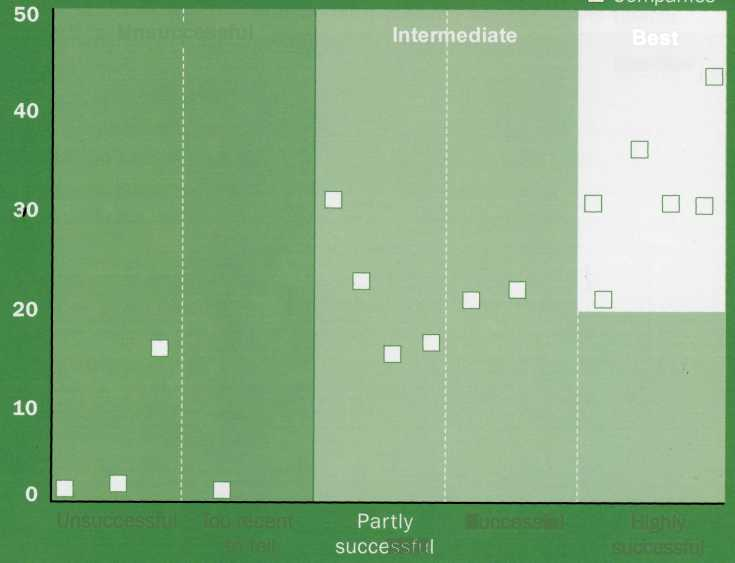 Companies
50
Unsuccessful
Intermediate
Best
40
30
20
10
0
Unsuccessful
Too recent
to tell
Partly
successful
Successful
Highly
successful